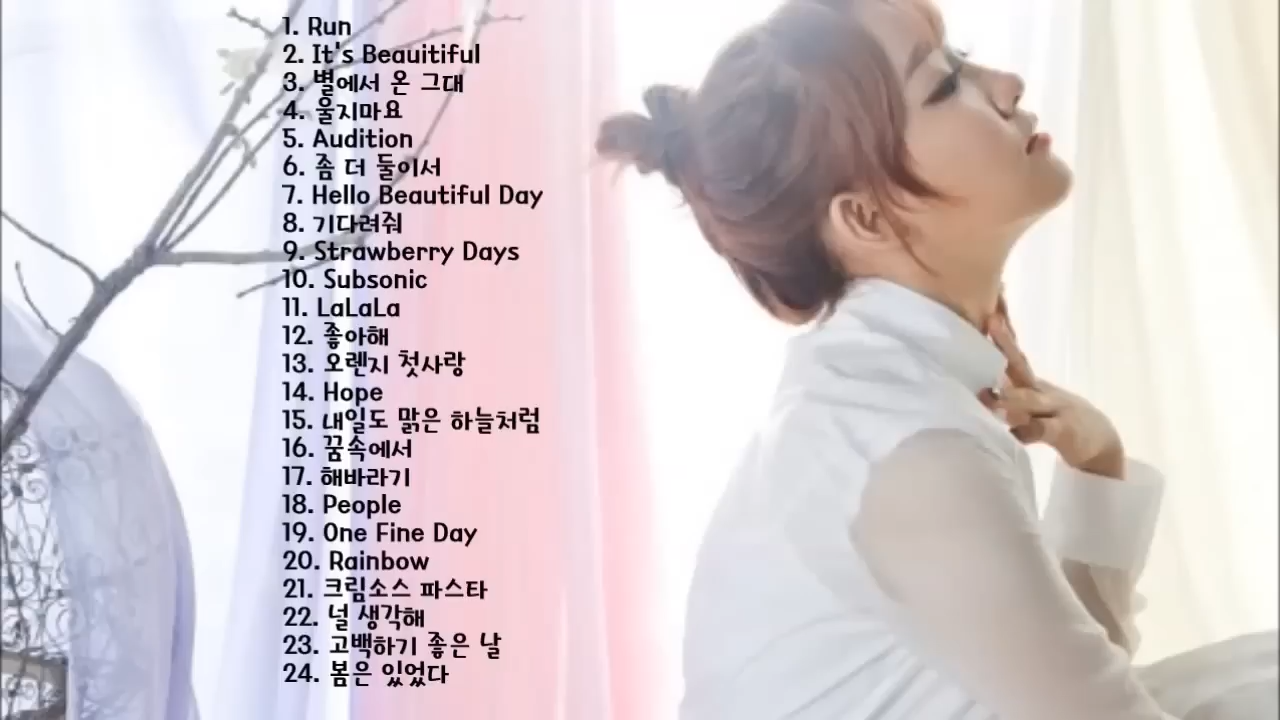 1. Run
2. It's Beauitiful
3. 별에서 온 그대
4. 울지마요
5. Audition
6. 좀 더 둘이서
7. Hello Beautiful Day
8. 기다려줘
9. Strawberry Days
10. Subsonic
11. LaLaLa
12. 좋아해
13. 오렌지 첫사랑
14. Hope
15. 내일도 맑은 하늘처럼
16. 꿈속에서
17. 해바라기
18. People
19. One Fine Day
20. Rainbow
21. 크림소스 파스타
22. 널 생각해
23. 고백하기 좋은 날
24. 봄은 있었다